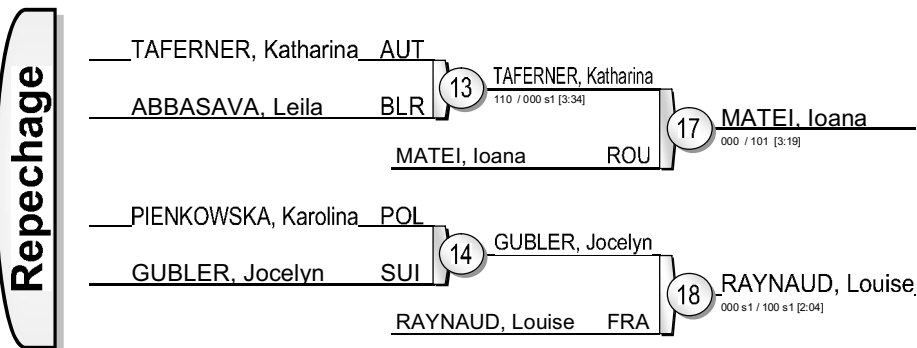 Repechage
TAFERNER, Katharina AUT
ABBASAVA, Leila BLR
13
TAFERNER, Katharina
110 / 000 s1 [3:34]
MATEI, Ioana ROU
17
MATEI, Ioana
000 / 101 [3:19]
PIENKOWSKA, Karolina POL
GUBLER, Jocelyn SUI
14
GUBLER, Jocelyn
RAYNAUD, Louise FRA
18
RAYNAUD, Louise
000 s1 / 100 s1 [2:04]